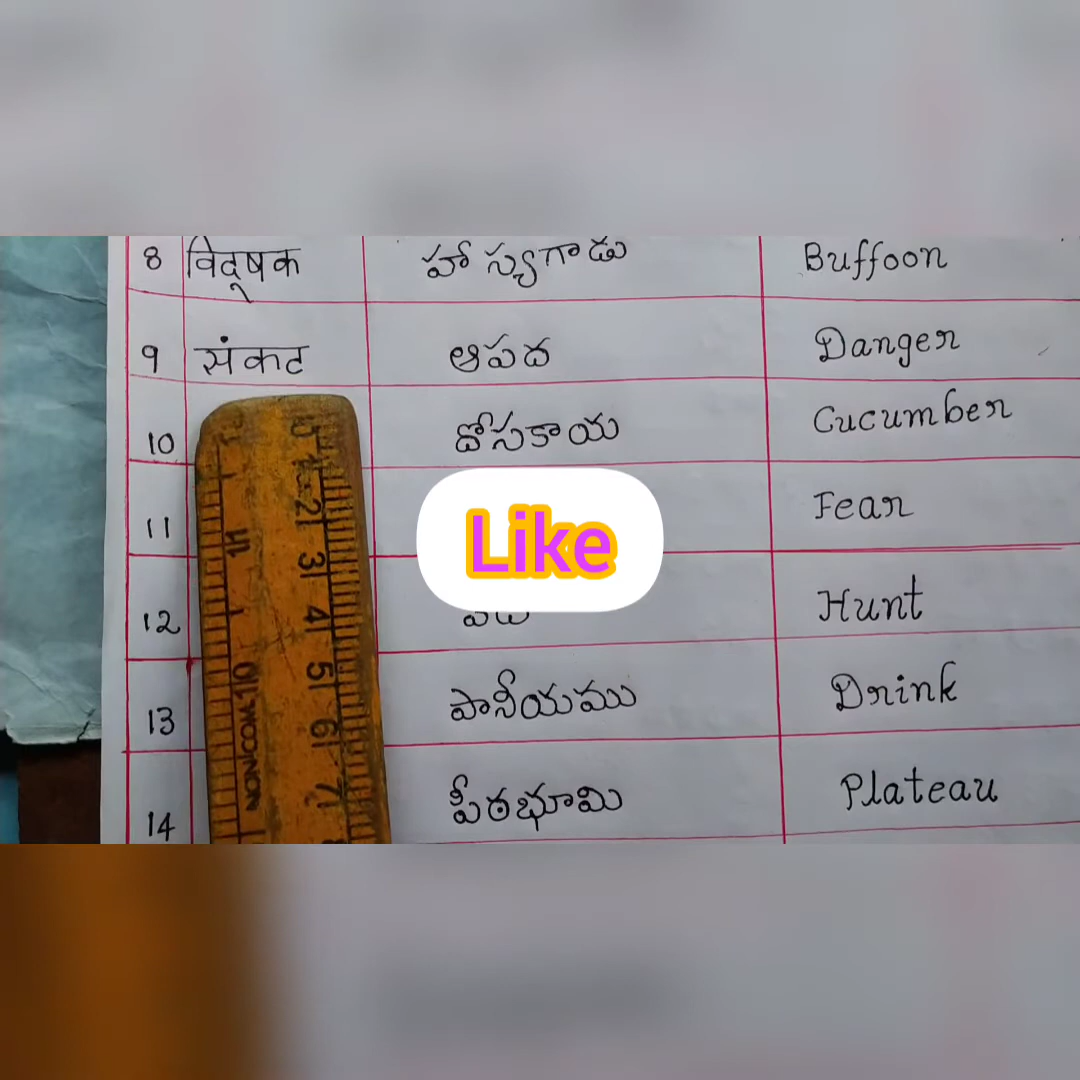 8 विदूषक హాస్యగాడు Buffoon
9 संकट ఆపద Danger
10 దోసకాయ Cucumber
11 Fear
Like
12 Hunt
13 పానీయము Drink
14 పీఠభూమి Plateau